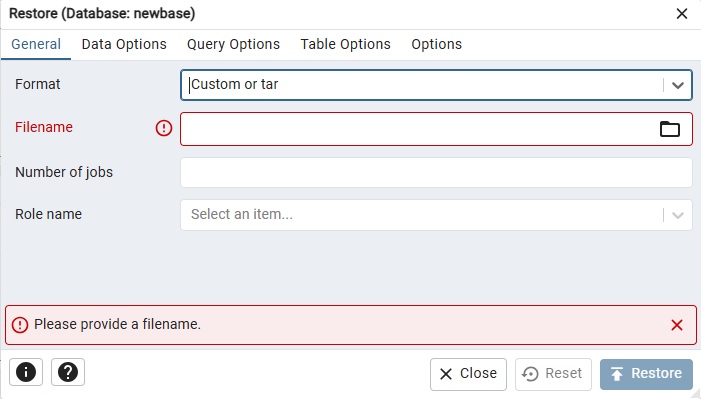 Restore (Database: newbase)
General Data Options Query Options Table Options Options
Format Custom or tar
Filename
Number of jobs
Role name Select an item...
Please provide a filename.
Close Reset Restore